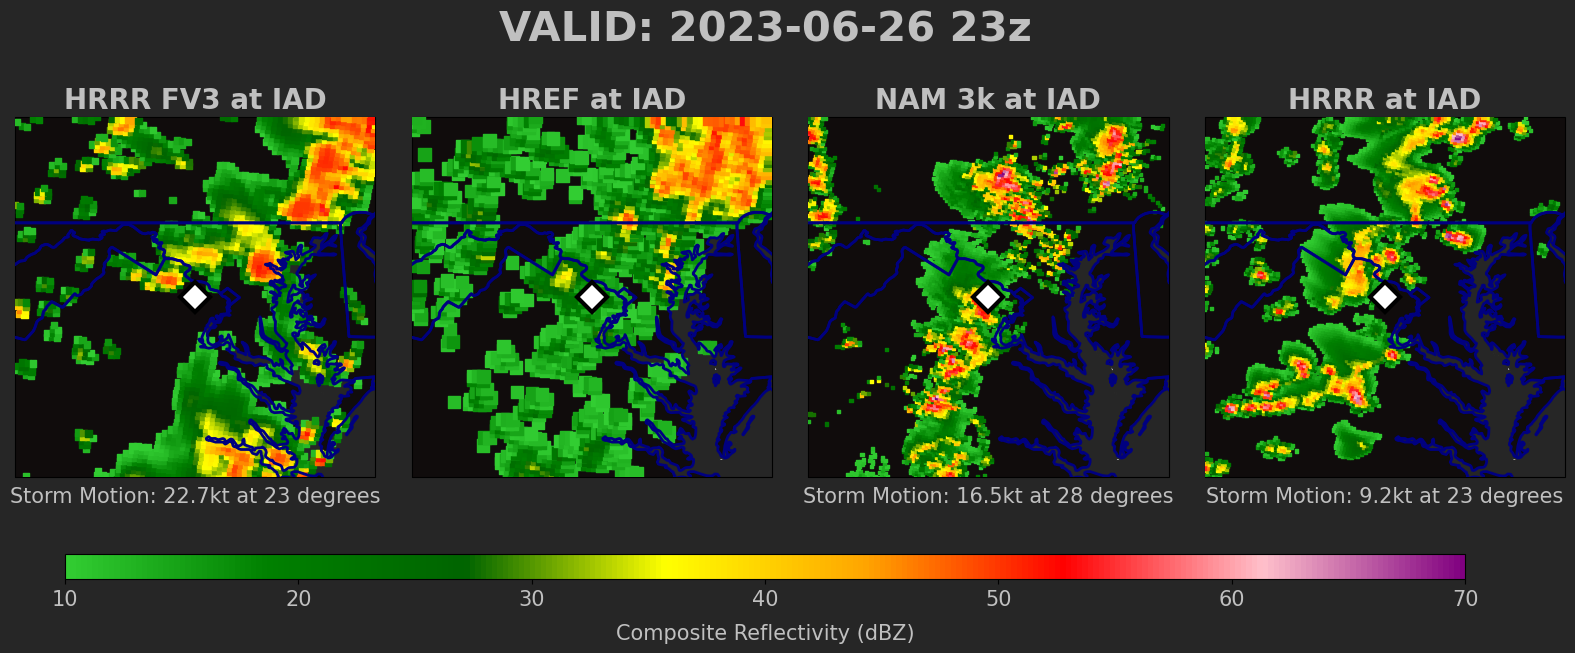 VALID: 2023-06-26 23z
HRRR FV3 at IAD
HREF at IAD
NAM 3k at IAD
HRRR at IAD
Storm Motion: 22.7kt at 23 degrees
Storm Motion: 16.5kt at 28 degrees
Storm Motion: 9.2kt at 23 degrees
10 20 30 40 50 60 70
Composite Reflectivity (dBZ)